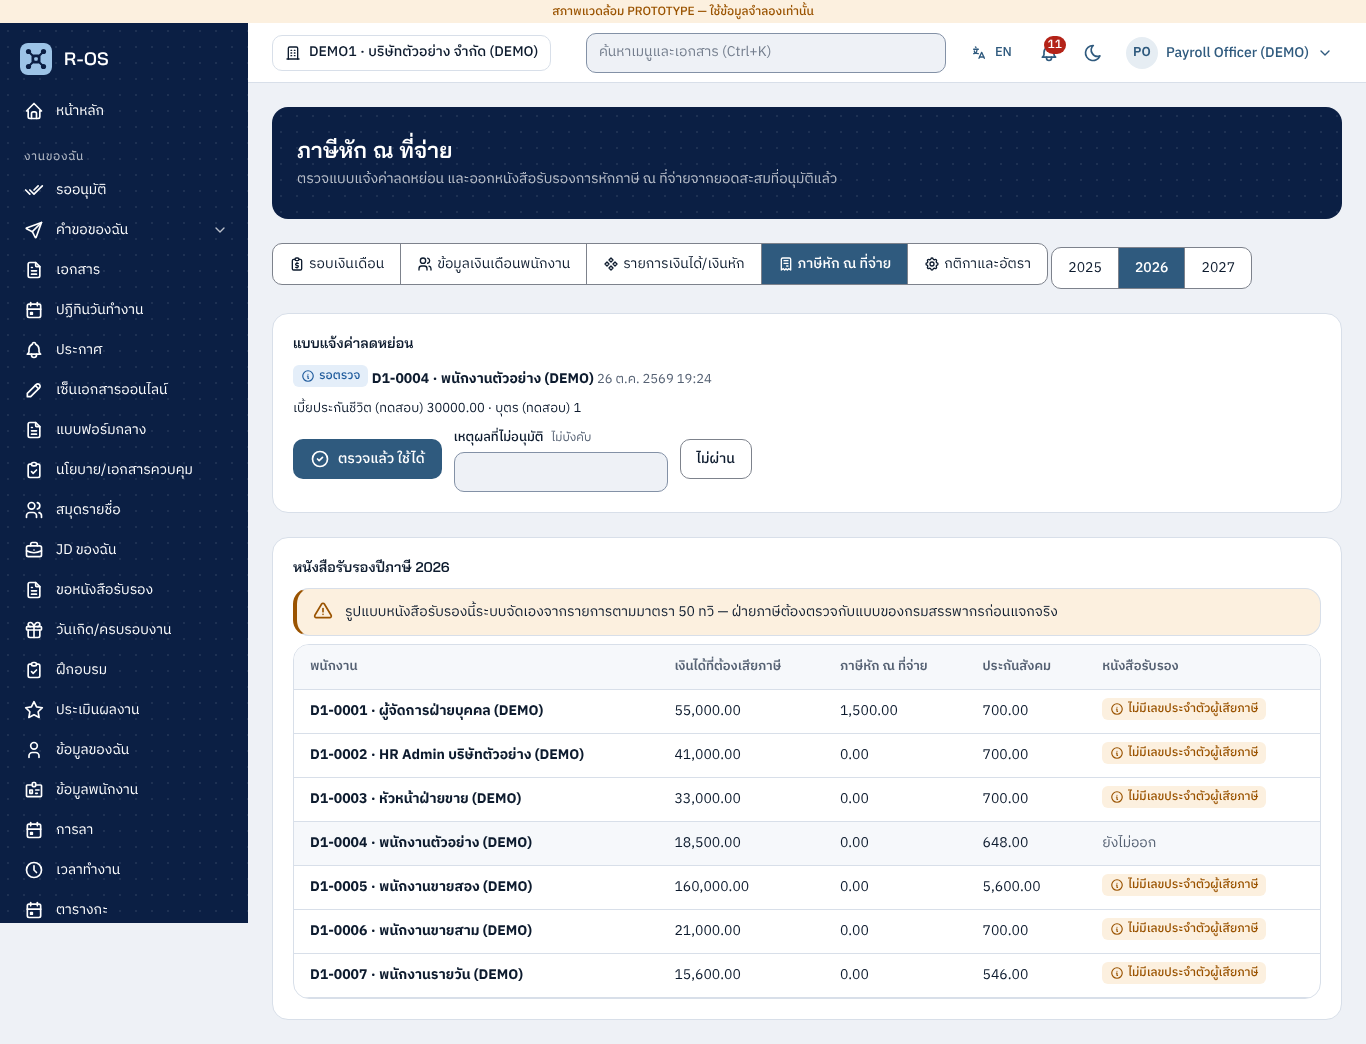 สภาพแวดล้อม PROTOTYPE — ใช้ข้อมูลจำลองเท่านั้น
R-OS
DEMO1 · บริษัทตัวอย่าง จำกัด (DEMO)
ค้นหาเมนูและเอกสาร (Ctrl+K)
EN
11
PO
Payroll Officer (DEMO)
หน้าหลัก
งานของฉัน
รออนุมัติ
คำขอของฉัน
เอกสาร
ปฏิทินวันทำงาน
ประกาศ
เซ็นเอกสารออนไลน์
แบบฟอร์มกลาง
นโยบาย/เอกสารควบคุม
สมุดรายชื่อ
JD ของฉัน
ขอหนังสือรับรอง
วันเกิด/ครบรอบงาน
ฝึกอบรม
ประเมินผลงาน
ข้อมูลของฉัน
ข้อมูลพนักงาน
การลา
เวลาทำงาน
ตารางกะ
ภาษีหัก ณ ที่จ่าย
ตรวจแบบแจ้งค่าลดหย่อน และออกหนังสือรับรองการหักภาษี ณ ที่จ่ายจากยอดสะสมที่อนุมัติแล้ว
รอบเงินเดือน
ข้อมูลเงินเดือนพนักงาน
รายการเงินได้/เงินหัก
ภาษีหัก ณ ที่จ่าย
กติกาและอัตรา
2025
2026
2027
แบบแจ้งค่าลดหย่อน
รอตรวจ D1-0004 · พนักงานตัวอย่าง (DEMO) 26 ต.ค. 2569 19:24
เบี้ยประกันชีวิต (ทดสอบ) 30000.00 · บุตร (ทดสอบ) 1
ตรวจแล้ว ใช้ได้
เหตุผลที่ไม่อนุมัติ ไม่บังคับ
ไม่ผ่าน
หนังสือรับรองปีภาษี 2026
รูปแบบหนังสือรับรองนี้ระบบจัดเองจากรายการตามมาตรา 50 ทวิ — ฝ่ายภาษีต้องตรวจกับแบบของกรมสรรพากรก่อนแจกจริง
พนักงาน เงินได้ที่ต้องเสียภาษี ภาษีหัก ณ ที่จ่าย ประกันสังคม หนังสือรับรอง
D1-0001 · ผู้จัดการฝ่ายบุคคล (DEMO) 55,000.00 1,500.00 700.00 ไม่มีเลขประจำตัวผู้เสียภาษี
D1-0002 · HR Admin บริษัทตัวอย่าง (DEMO) 41,000.00 0.00 700.00 ไม่มีเลขประจำตัวผู้เสียภาษี
D1-0003 · หัวหน้าฝ่ายขาย (DEMO) 33,000.00 0.00 700.00 ไม่มีเลขประจำตัวผู้เสียภาษี
D1-0004 · พนักงานตัวอย่าง (DEMO) 18,500.00 0.00 648.00 ยังไม่ออก
D1-0005 · พนักงานขายสอง (DEMO) 160,000.00 0.00 5,600.00 ไม่มีเลขประจำตัวผู้เสียภาษี
D1-0006 · พนักงานขายสาม (DEMO) 21,000.00 0.00 700.00 ไม่มีเลขประจำตัวผู้เสียภาษี
D1-0007 · พนักงานรายวัน (DEMO) 15,600.00 0.00 546.00 ไม่มีเลขประจำตัวผู้เสียภาษี